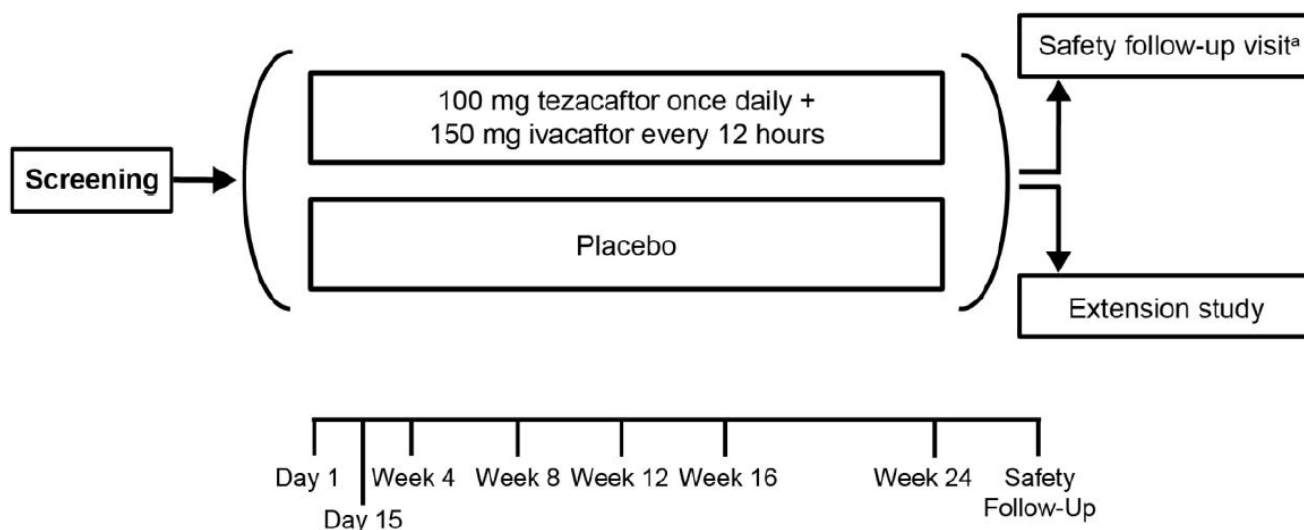 Safety follow-up visitᵃ
100 mg tezacaftor once daily +
150 mg ivacaftor every 12 hours
Screening
Placebo
Extension study
Day 1
Day 15
Week 4
Week 8
Week 12
Week 16
Week 24
Safety
Follow-Up